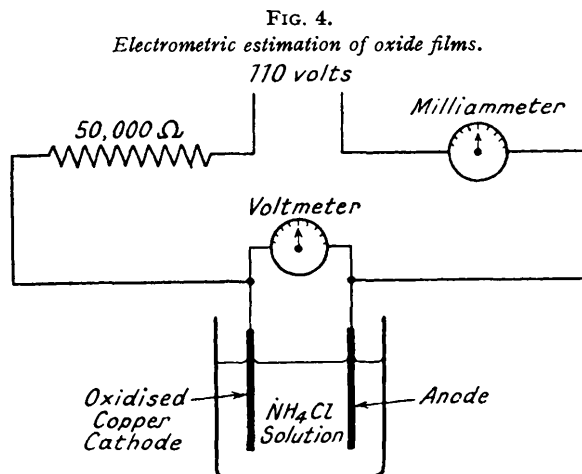 FIG. 4.
Electrometric estimation of oxide films.
110 volts
Milliammeter
50,000 Ω
Voltmeter
Oxidised
Copper
Cathode
NH4Cl
Solution
Anode